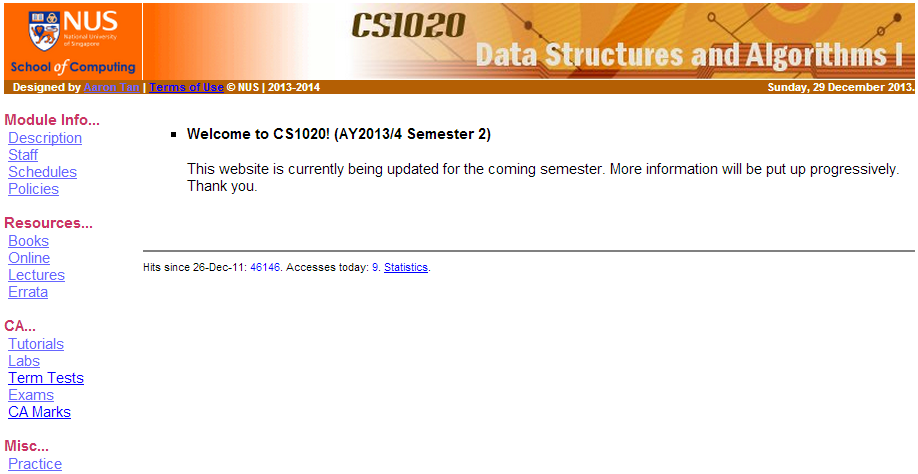 NUS
National University
of Singapore
School of Computing
CS1020
Data Structures and Algorithms I
Designed by Aaron Tan | Terms of Use © NUS | 2013-2014
Sunday, 29 December 2013.
Module Info...
Description
Staff
Schedules
Policies
Resources...
Books
Online
Lectures
Errata
CA...
Tutorials
Labs
Term Tests
Exams
CA Marks
Misc...
Practice
Welcome to CS1020! (AY2013/4 Semester 2)
This website is currently being updated for the coming semester. More information will be put up progressively.
Thank you.
Hits since 26-Dec-11: 46146. Accesses today: 9. Statistics.